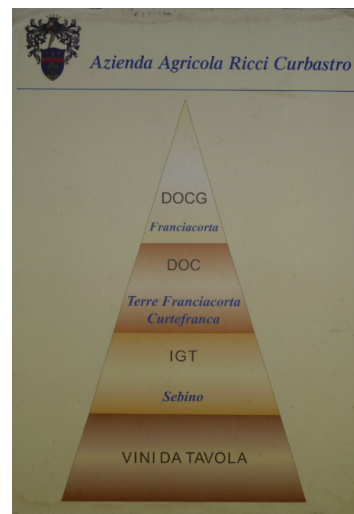 Azienda Agricola Ricci Curbastro
DOCG
Franciacorta
DOC
Terre Franciacorta
Curtefranca
IGT
Sebino
VINI DA TAVOLA